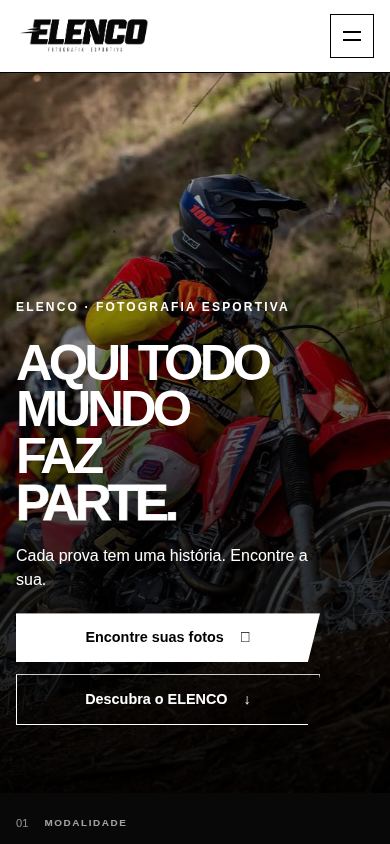 ELENCO
FOTOGRAFIA ESPORTIVA
ELENCO · FOTOGRAFIA ESPORTIVA
100%
AQUI TODO
MUNDO
FAZ
PARTE.
Cada prova tem uma história. Encontre a
sua.
Encontre suas fotos
Descubra o ELENCO ↓
01 MODALIDADE